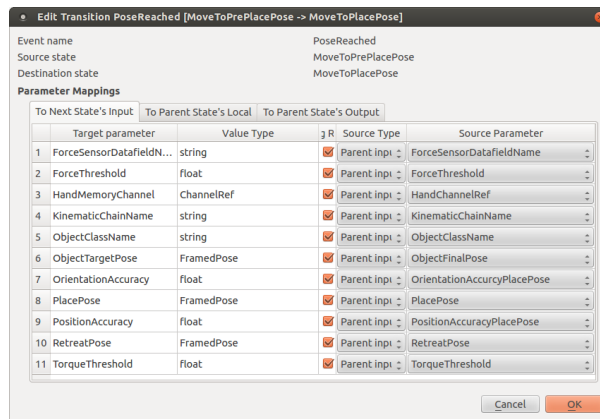 Edit Transition PoseReached [MoveToPrePlacePose -> MoveToPlacePose]
Event name PoseReached
Source state MoveToPrePlacePose
Destination state MoveToPlacePose
Parameter Mappings
To Next State's Input To Parent State's Local To Parent State's Output
Target parameter Value Type g R Source Type Source Parameter
1 ForceSensorDatafieldN... string Parent inpu ForceSensorDatafieldName
2 ForceThreshold float Parent inpu ForceThreshold
3 HandMemoryChannel ChannelRef Parent inpu HandChannelRef
4 KinematicChainName string Parent inpu KinematicChainName
5 ObjectClassName string Parent inpu ObjectClassName
6 ObjectTargetPose FramedPose Parent inpu ObjectFinalPose
7 OrientationAccuracy float Parent inpu OrientationAccurcyPlacePose
8 PlacePose FramedPose Parent inpu PlacePose
9 PositionAccuracy float Parent inpu PositionAccuracyPlacePose
10 RetreatPose FramedPose Parent inpu RetreatPose
11 TorqueThreshold float Parent inpu TorqueThreshold
Cancel OK